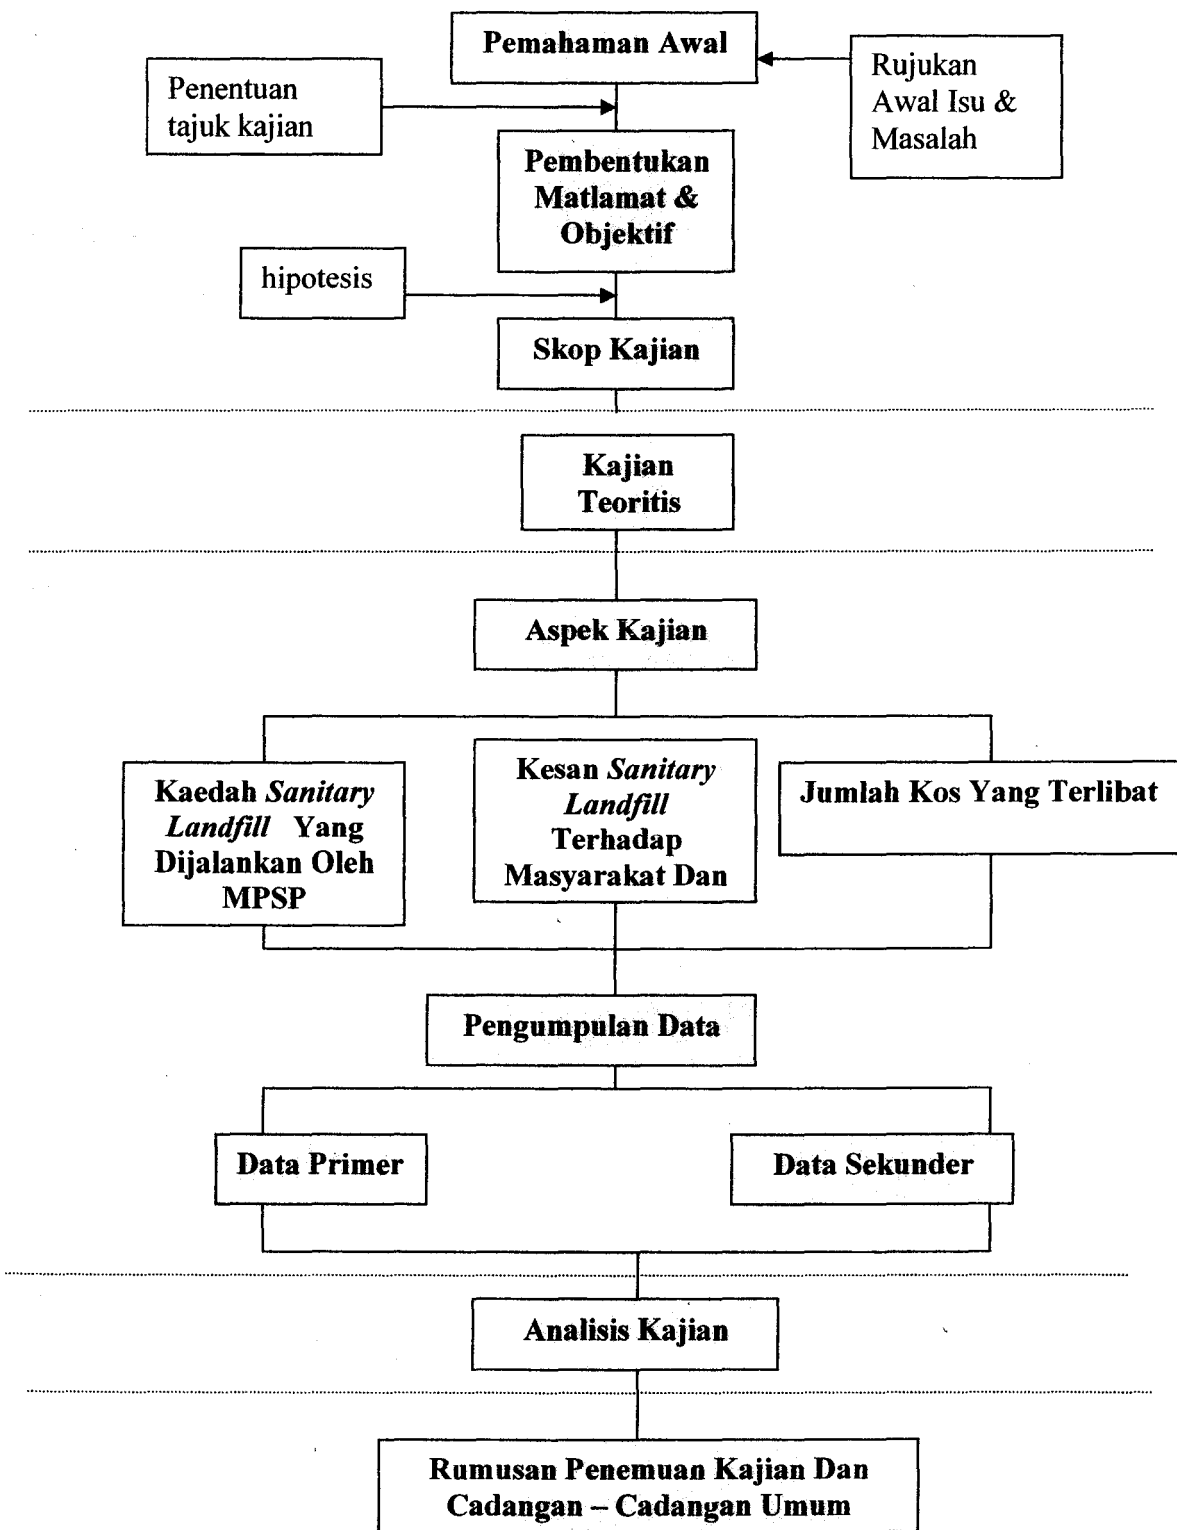 Pemahaman Awal
Rujukan
Awal Isu &
Masalah
Penentuan
tajuk kajian
Pembentukan
Matlamat &
Objektif
hipotesis
Skop Kajian
Kajian
Teoritis
Aspek Kajian
Kaedah Sanitary
Landfill Yang
Dijalankan Oleh
MPSP
Kesan Sanitary
Landfill
Terhadap
Masyarakat Dan
Jumlah Kos Yang Terlibat
Pengumpulan Data
Data Primer
Data Sekunder
Analisis Kajian
Rumusan Penemuan Kajian Dan
Cadangan – Cadangan Umum